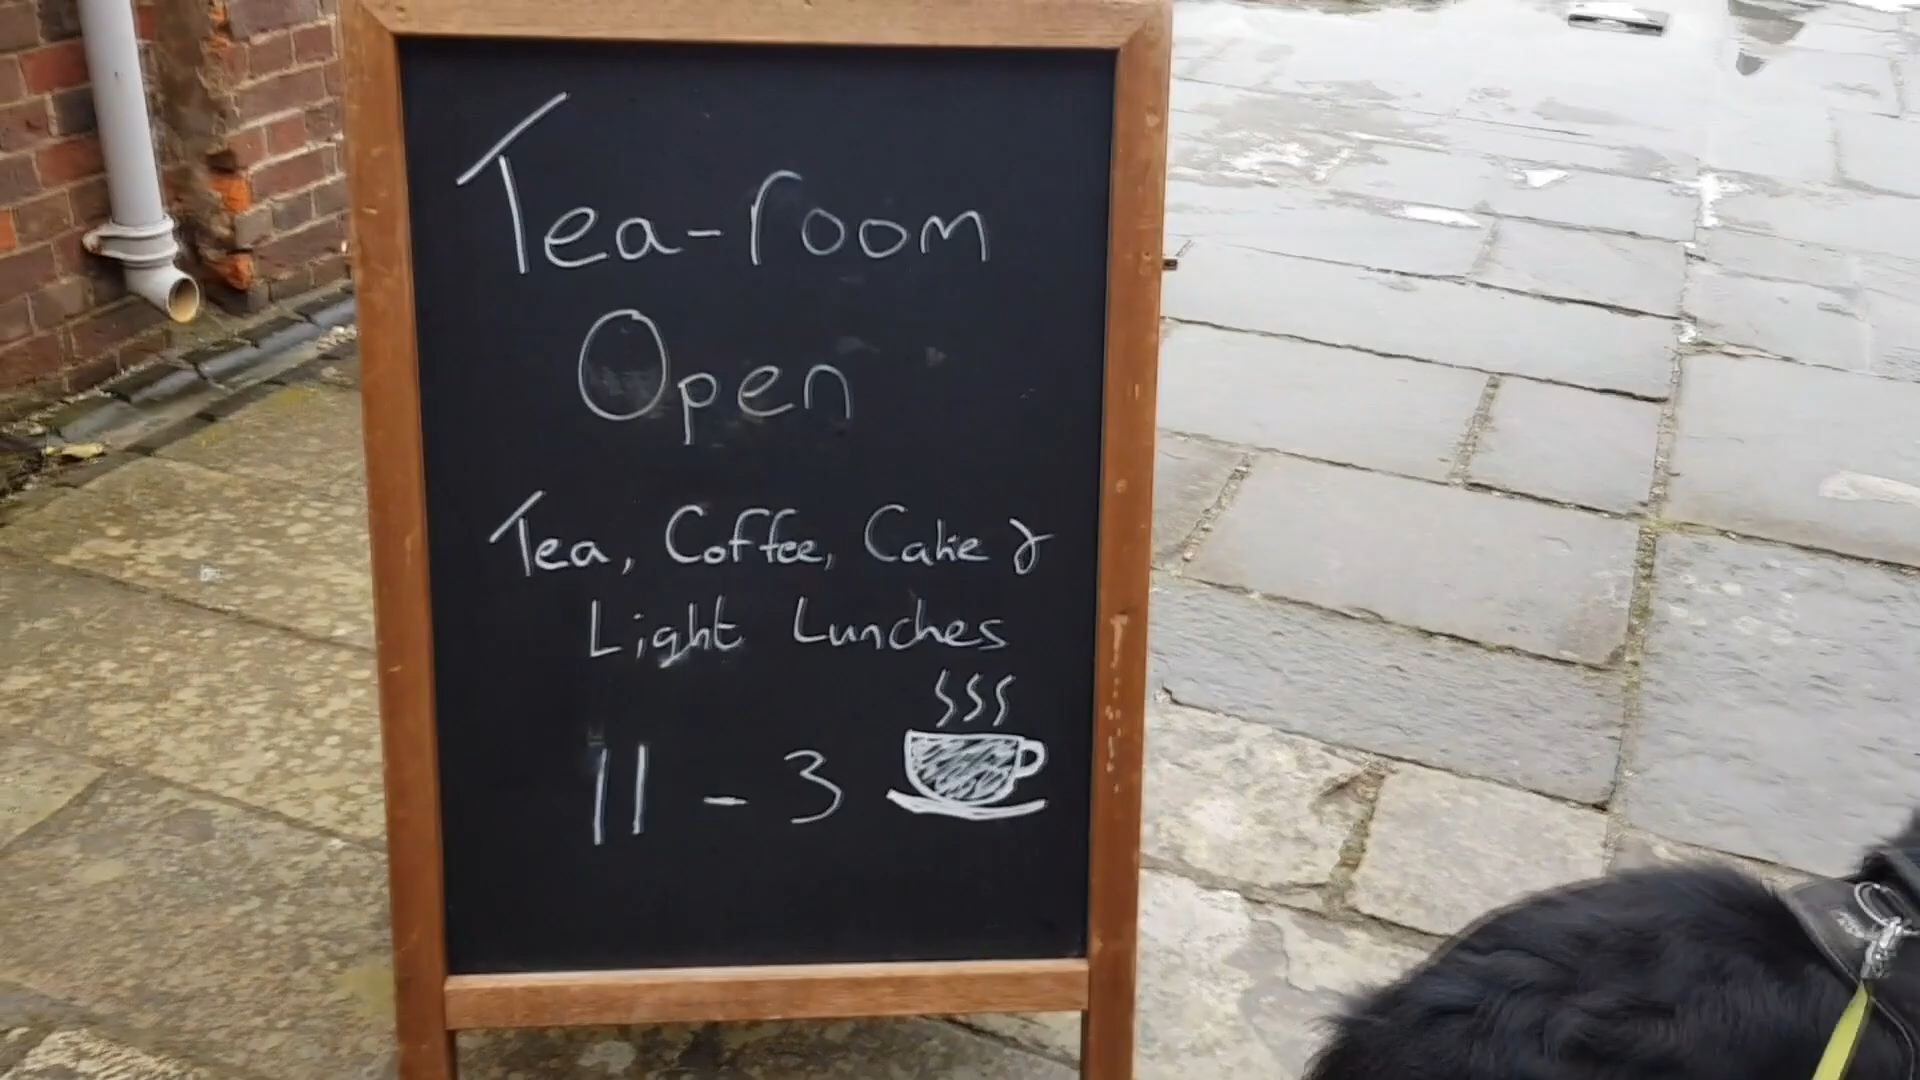 Tea-room
Open
Tea, Coffee, Cake &
Light Lunches
11 - 3